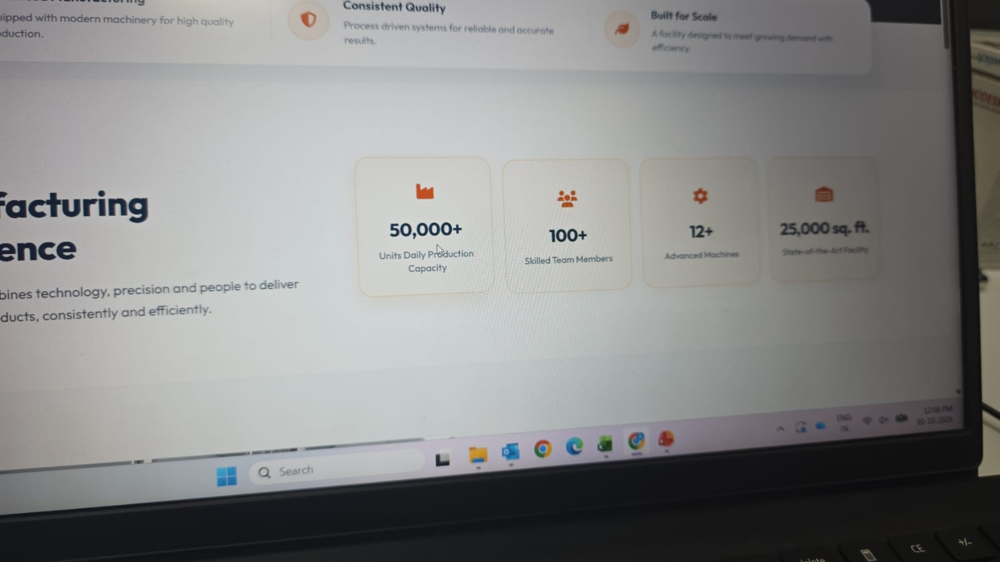 Consistent Quality
Built for Scale
uipped with modern machinery for high quality
duction.
Process driven systems for reliable and accurate
results.
A facility designed to meet growing demand with
efficiency.
facturing
ence
bines technology, precision and people to deliver
ducts, consistently and efficiently.
50,000+
Units Daily Production
Capacity
100+
Skilled Team Members
12+
Advanced Machines
25,000 sq. ft.
State-of-the-Art Facility
Search
ENG
IN
12:08 PM
01-10-2026
CE
+/-